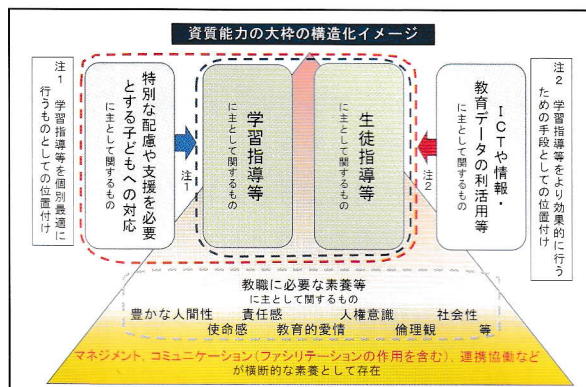 資質能力の大枠の構造化イメージ
注１ 学習指導等を個別最適に
行うものとしての位置付け
特別な配慮や支援を必要
とする子どもへの対応
に主として関するもの
注1
学習指導等
に主として関するもの
生徒指導等
に主として関するもの
注2
ＩＣＴや情報・
教育データの利活用等
に主として関するもの
注２ 学習指導等をより効果的に行う
ための手段としての位置付け
教職に必要な素養等
に主として関するもの
豊かな人間性 責任感 人権意識 社会性
使命感 教育的愛情 倫理観 等
マネジメント、コミュニケーション(ファシリテーションの作用を含む)、連携協働など
が横断的な素養として存在